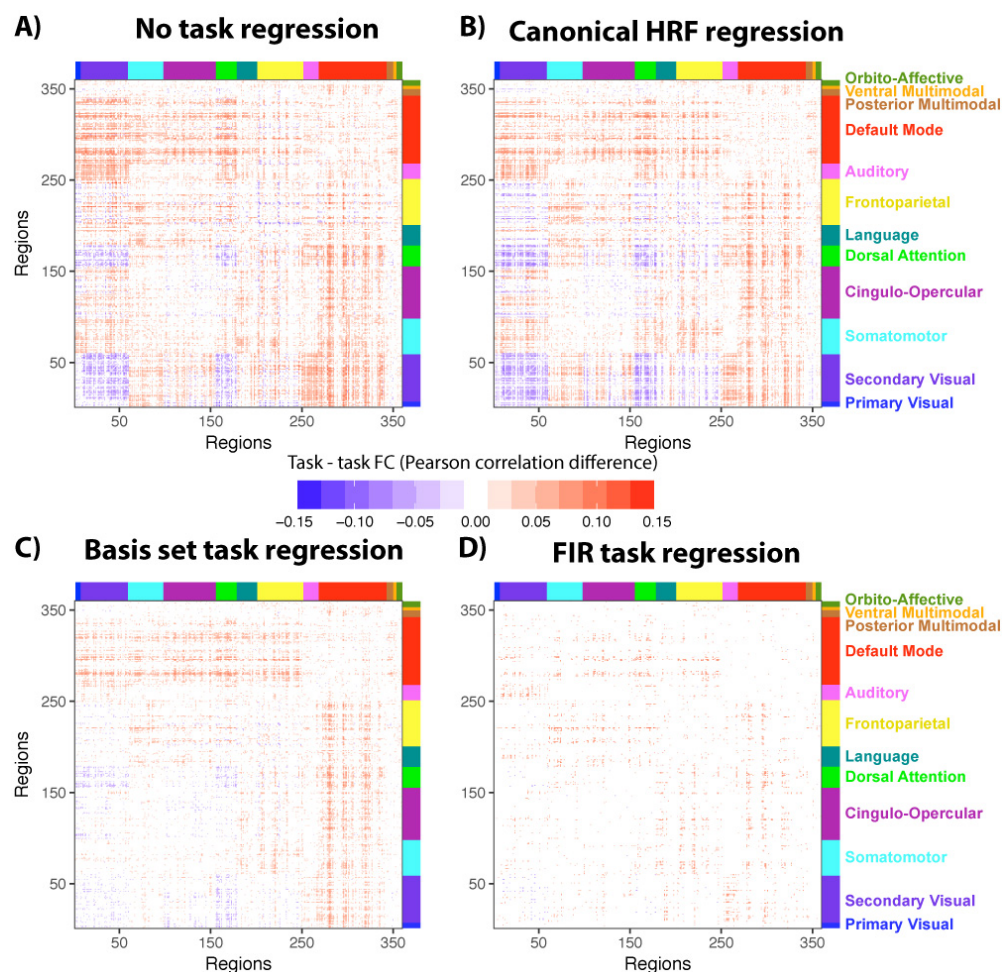 A) No task regression
B) Canonical HRF regression
350
250
150
50
Regions
50 150 250 350
Regions
350
250
150
50
50 150 250 350
Regions
Orbito-Affective
Ventral Multimodal
Posterior Multimodal
Default Mode
Auditory
Frontoparietal
Language
Dorsal Attention
Cingulo-Opercular
Somatomotor
Secondary Visual
Primary Visual
Task - task FC (Pearson correlation difference)
−0.15 −0.10 −0.05 0.00 0.05 0.10 0.15
C) Basis set task regression
D) FIR task regression
350
250
150
50
Regions
50 150 250 350
Regions
350
250
150
50
50 150 250 350
Regions
Orbito-Affective
Ventral Multimodal
Posterior Multimodal
Default Mode
Auditory
Frontoparietal
Language
Dorsal Attention
Cingulo-Opercular
Somatomotor
Secondary Visual
Primary Visual